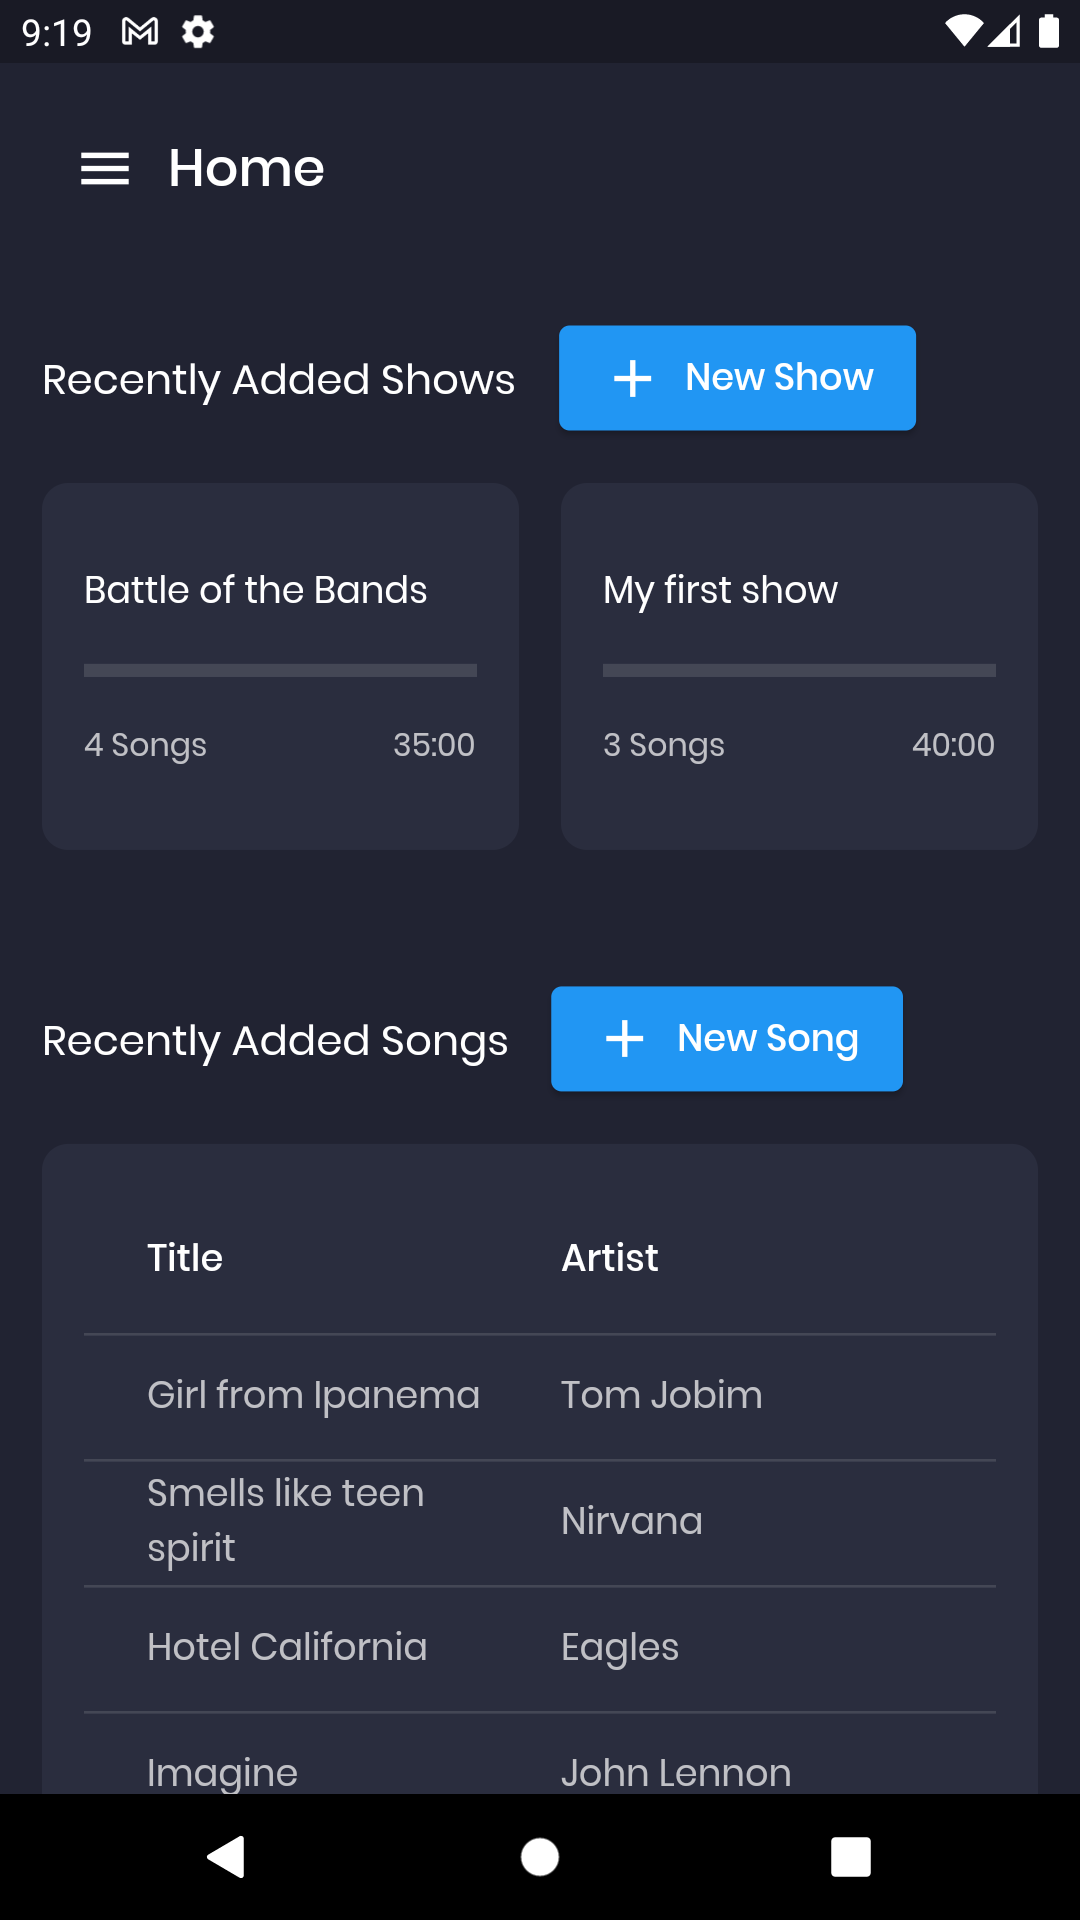 9:19
Home
Recently Added Shows
New Show
Battle of the Bands
4 Songs 35:00
My first show
3 Songs 40:00
Recently Added Songs
New Song
Title Artist
Girl from Ipanema Tom Jobim
Smells like teen
spirit Nirvana
Hotel California Eagles
Imagine John Lennon